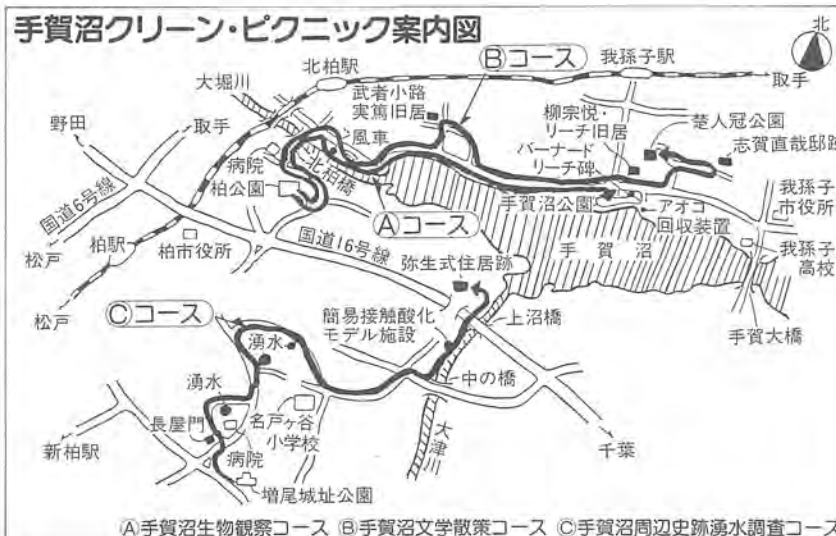 手賀沼クリーン・ピクニック案内図
北
大堀川
北柏駅
Ⓑコース
我孫子駅
取手
野田
取手
武者小路
実篤旧居
風車
柳宗悦・
リーチ旧居
バーナード
リーチ碑
楚人冠公園
志賀直哉邸跡
病院
柏公園
北柏橋
国道6号線
Ⓐコース
手賀沼公園
アオコ
回収装置
我孫子
市役所
松戸
柏駅
柏市役所
国道16号線
手賀沼
我孫子
高校
弥生式住居跡
松戸
Ⓒコース
簡易接触酸化
モデル施設
上沼橋
手賀大橋
湧水
中の橋
湧水
長屋門
名戸ヶ谷
小学校
大津川
新柏駅
病院
千葉
増尾城址公園
Ⓐ手賀沼生物観察コース Ⓑ手賀沼文学散策コース Ⓒ手賀沼周辺史跡湧水調査コース